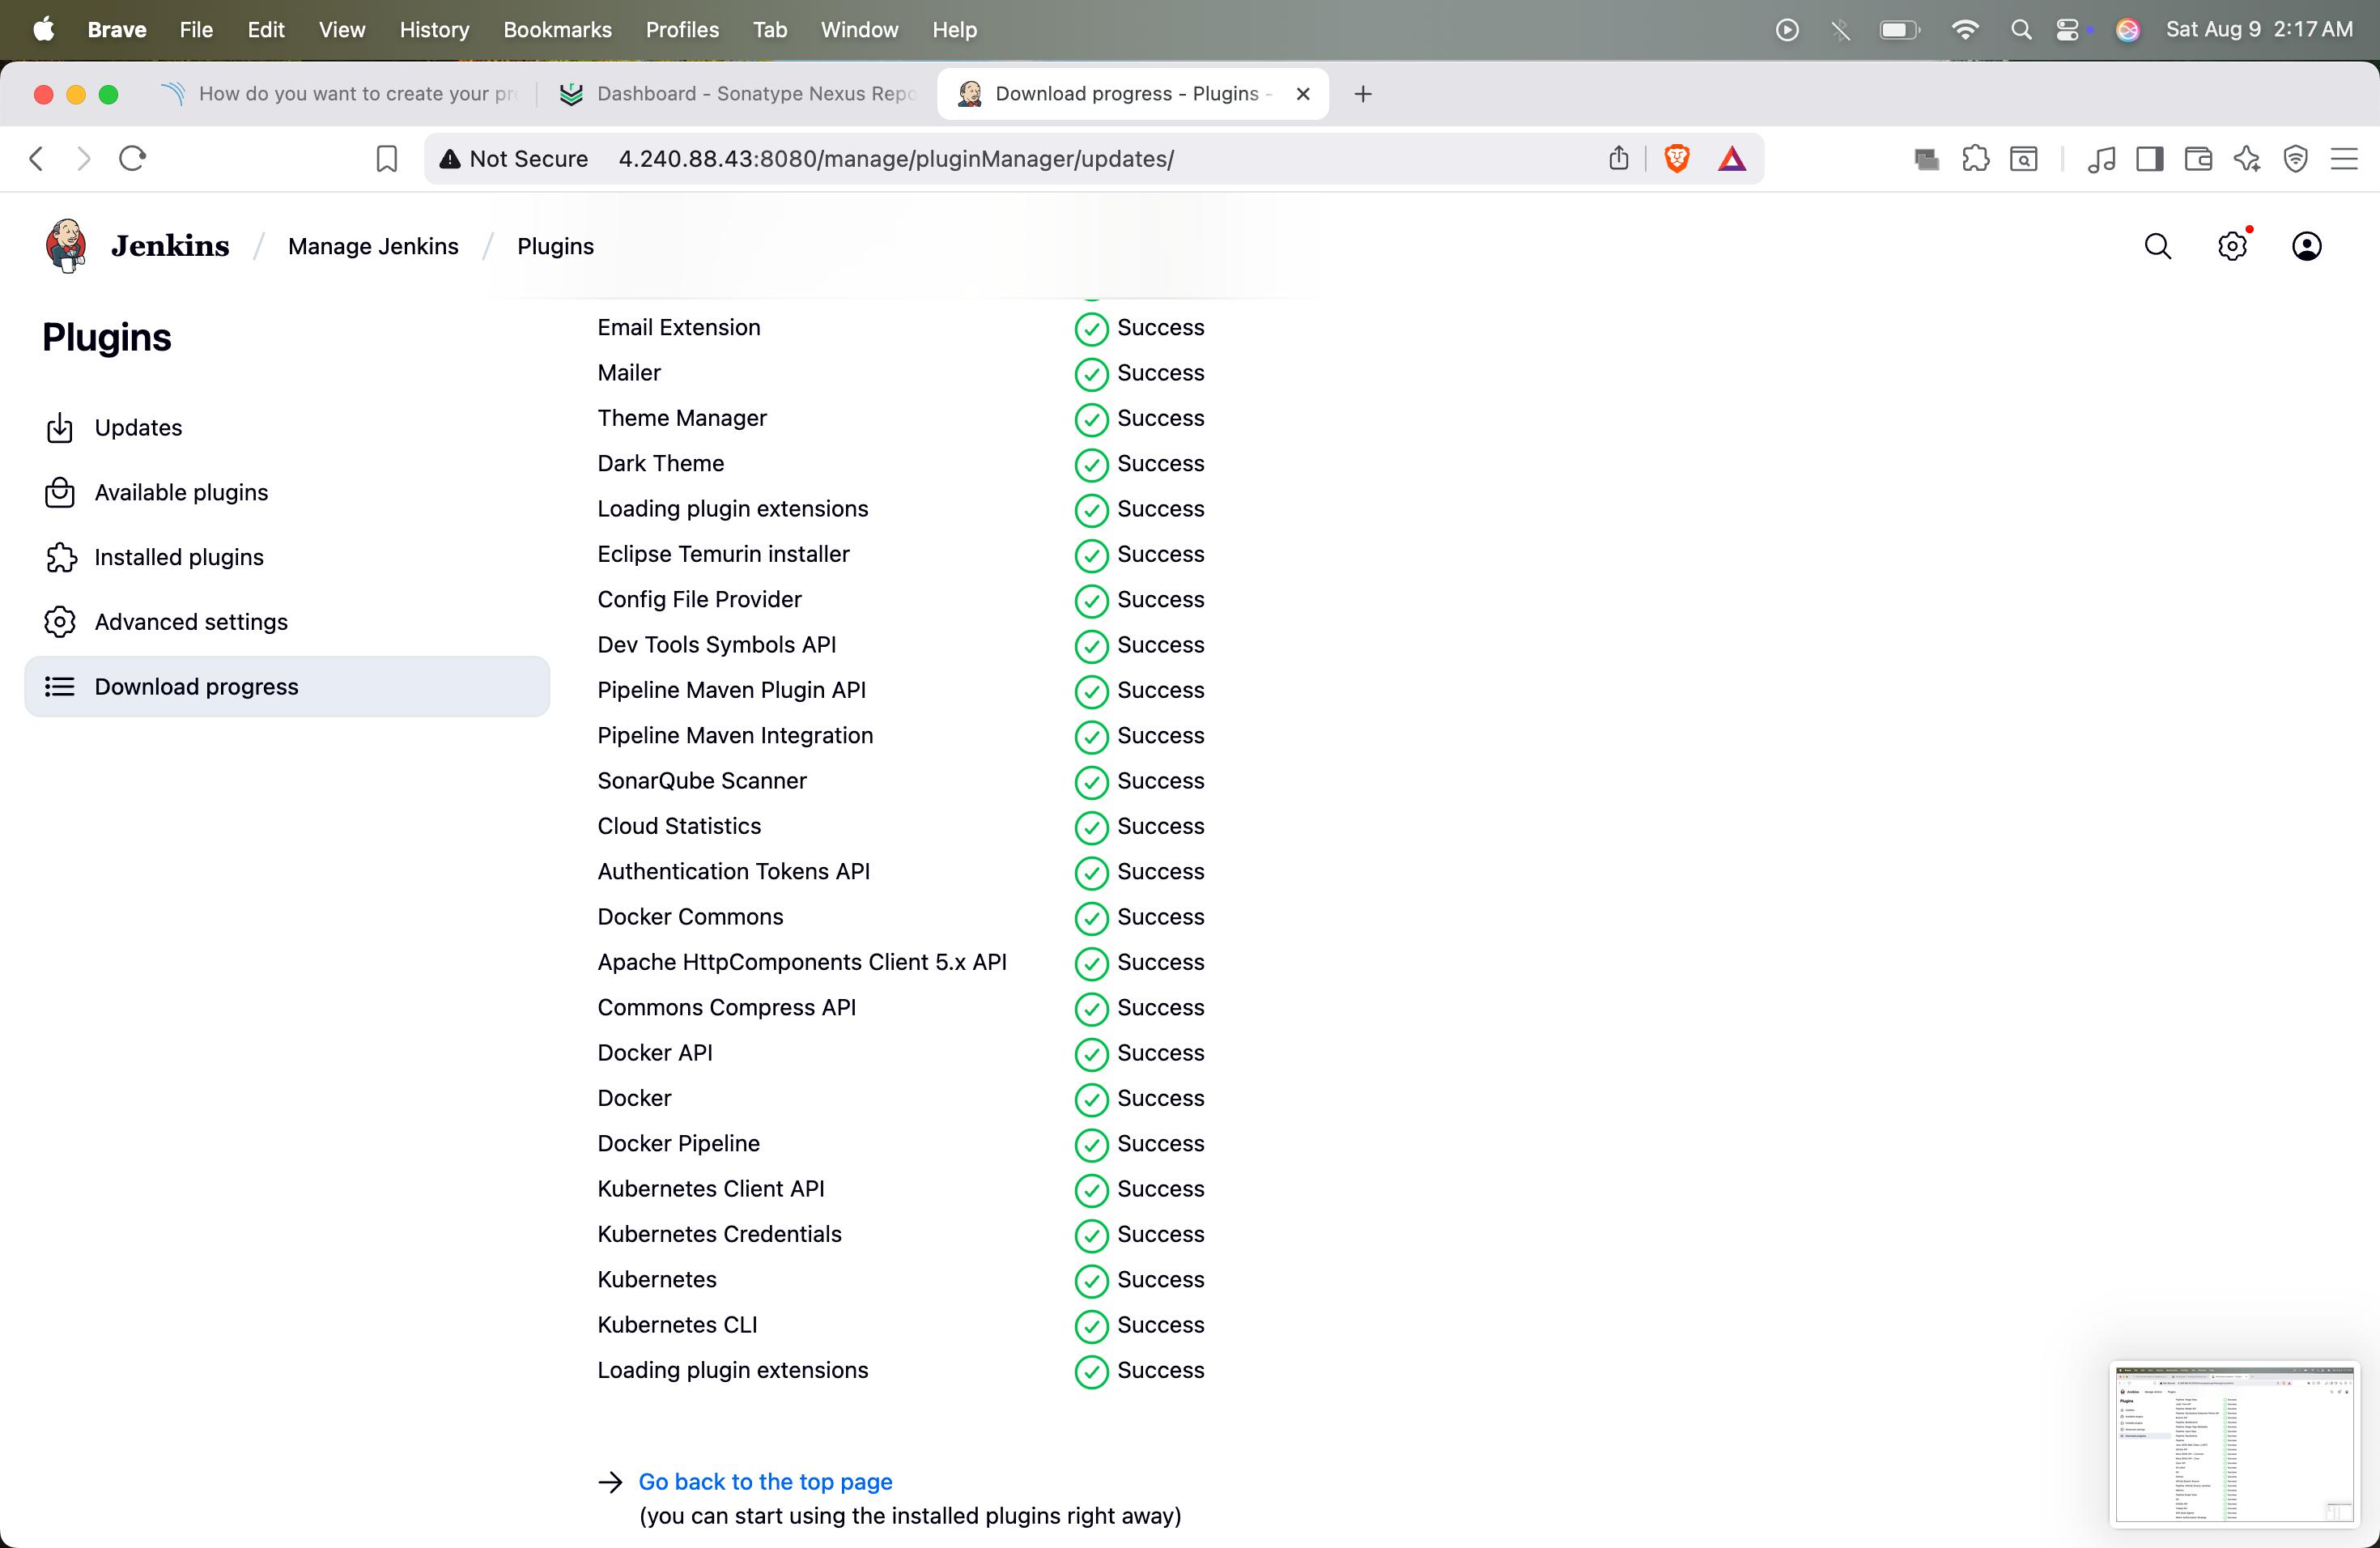 Brave File Edit View History Bookmarks Profiles Tab Window Help Sat Aug 9 2:17 AM
How do you want to create your pr Dashboard - Sonatype Nexus Repo Download progress - Plugins -
Not Secure 4.240.88.43:8080/manage/pluginManager/updates/
Jenkins / Manage Jenkins / Plugins
Plugins
Updates
Available plugins
Installed plugins
Advanced settings
Download progress
Email Extension Success
Mailer Success
Theme Manager Success
Dark Theme Success
Loading plugin extensions Success
Eclipse Temurin installer Success
Config File Provider Success
Dev Tools Symbols API Success
Pipeline Maven Plugin API Success
Pipeline Maven Integration Success
SonarQube Scanner Success
Cloud Statistics Success
Authentication Tokens API Success
Docker Commons Success
Apache HttpComponents Client 5.x API Success
Commons Compress API Success
Docker API Success
Docker Success
Docker Pipeline Success
Kubernetes Client API Success
Kubernetes Credentials Success
Kubernetes Success
Kubernetes CLI Success
Loading plugin extensions Success
Go back to the top page
(you can start using the installed plugins right away)